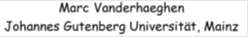 Marc Vanderhaeghen
Johannes Gutenberg Universität, Mainz